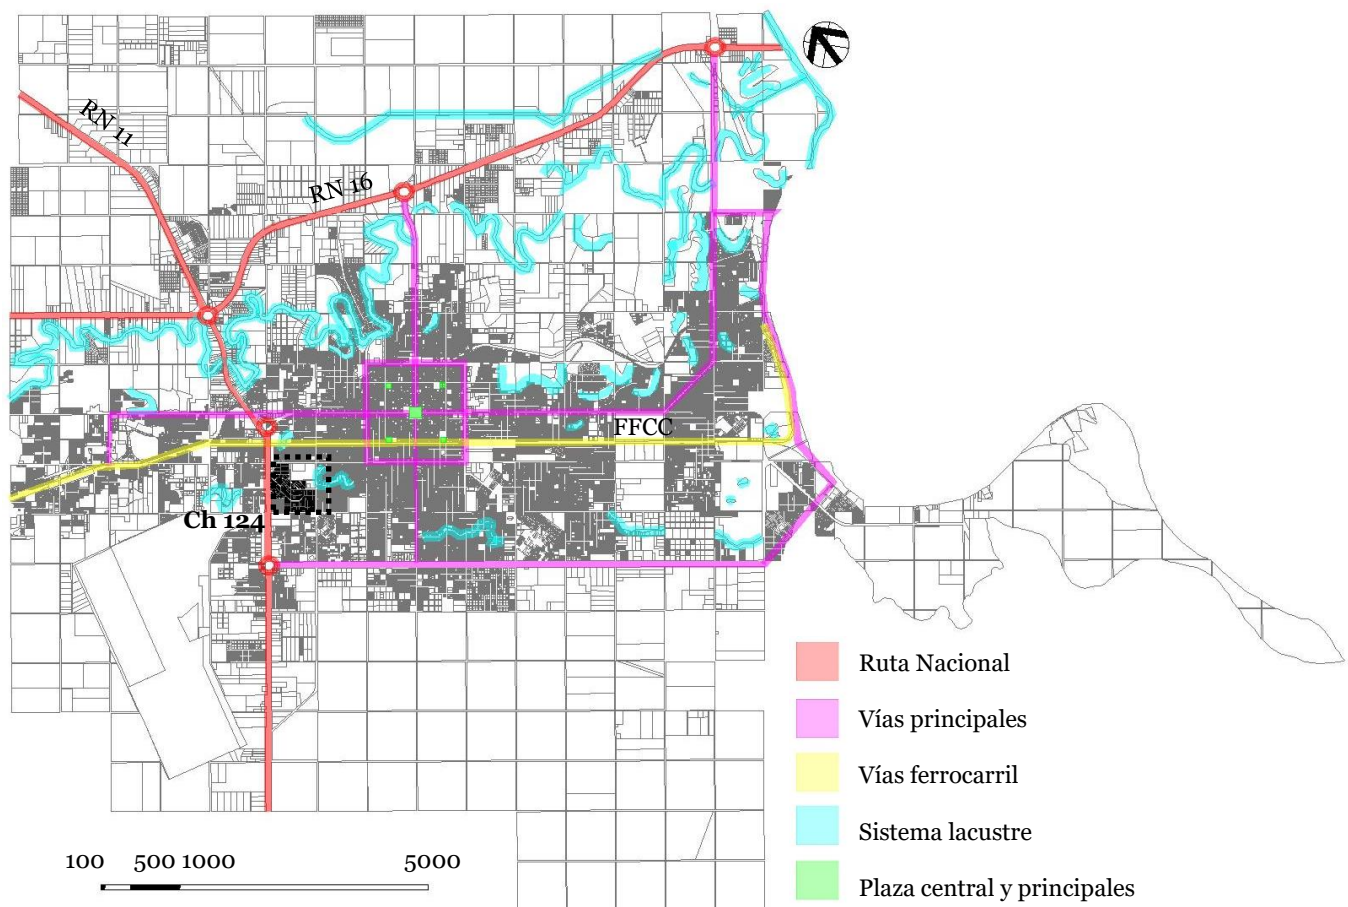 RN 11
RN 16
FFCC
Ch 124
Ruta Nacional
Vías principales
Vías ferrocarril
Sistema lacustre
Plaza central y principales
100 500 1000 5000